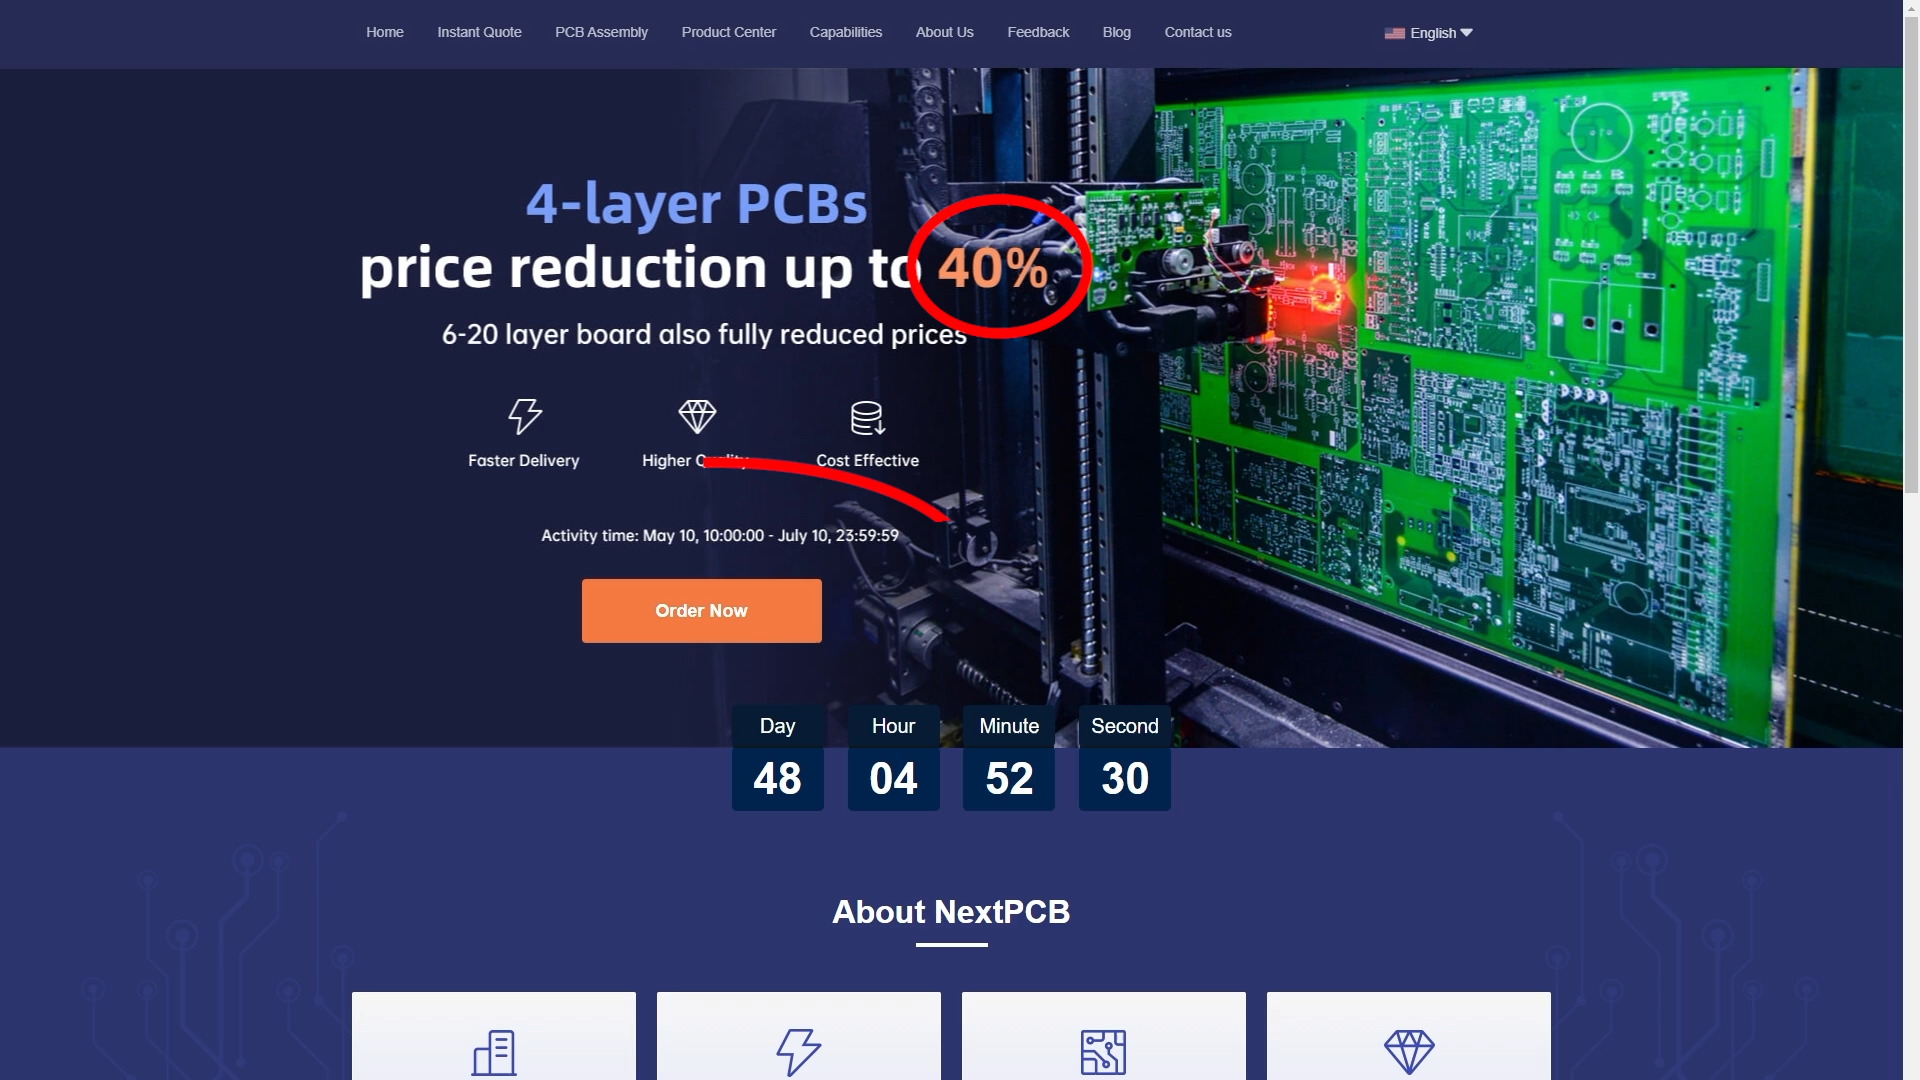 Home Instant Quote PCB Assembly Product Center Capabilities About Us Feedback Blog Contact us English
4-layer PCBs
price reduction up to 40%
6-20 layer board also fully reduced prices
Faster Delivery Higher Quality Cost Effective
Activity time: May 10, 10:00:00 - July 10, 23:59:59
Order Now
Day Hour Minute Second
48 04 52 30
About NextPCB